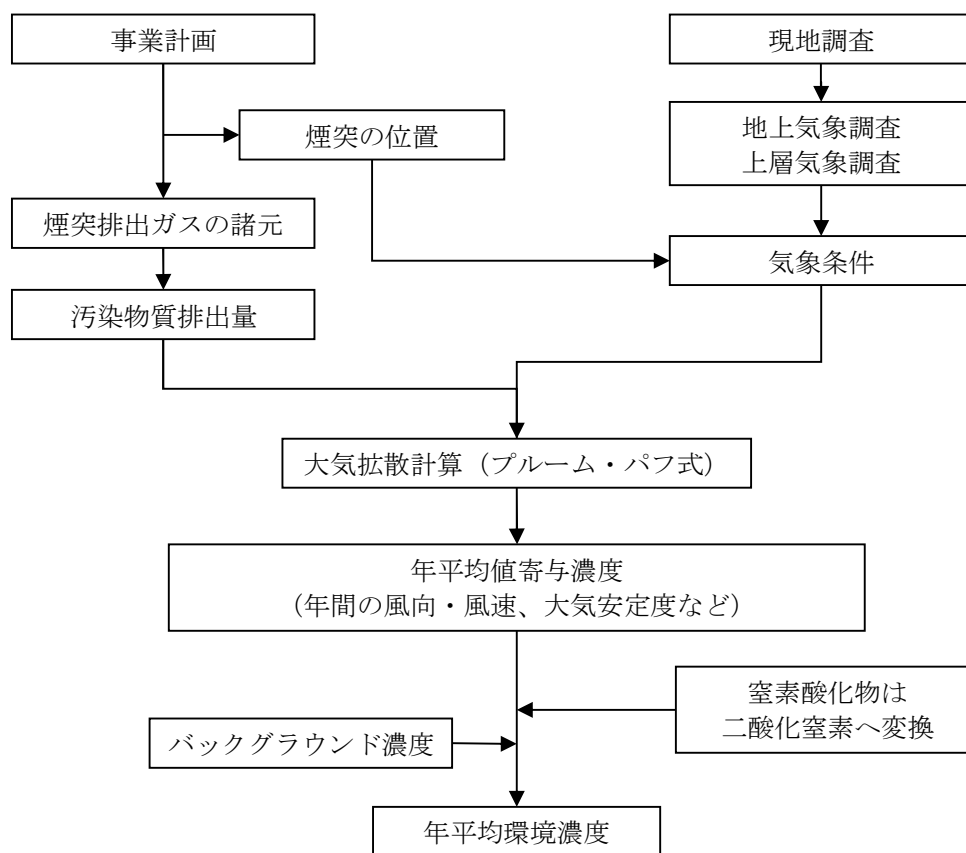 事業計画
現地調査
煙突の位置
地上気象調査
上層気象調査
煙突排出ガスの諸元
気象条件
汚染物質排出量
大気拡散計算（プルーム・パフ式）
年平均値寄与濃度
（年間の風向・風速、大気安定度など）
窒素酸化物は
二酸化窒素へ変換
バックグラウンド濃度
年平均環境濃度